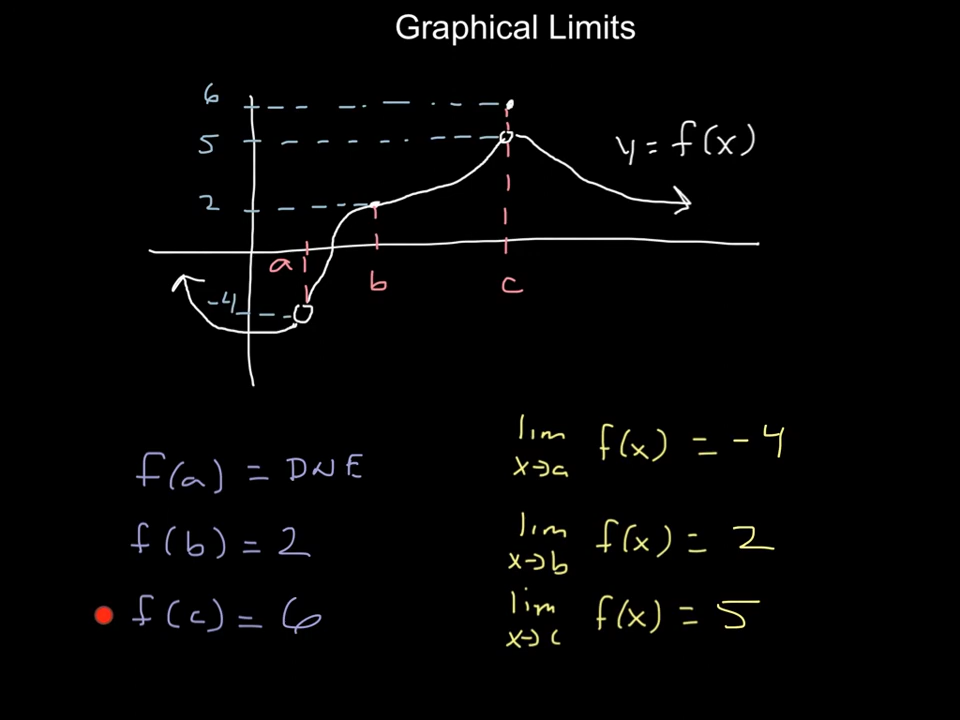 Graphical Limits
6
5
2
-4
a
b
c
y = f(x)
f(a) = DNE
f(b) = 2
f(c) = 6
lim f(x) = -4
x→a
lim f(x) = 2
x→b
lim f(x) = 5
x→c